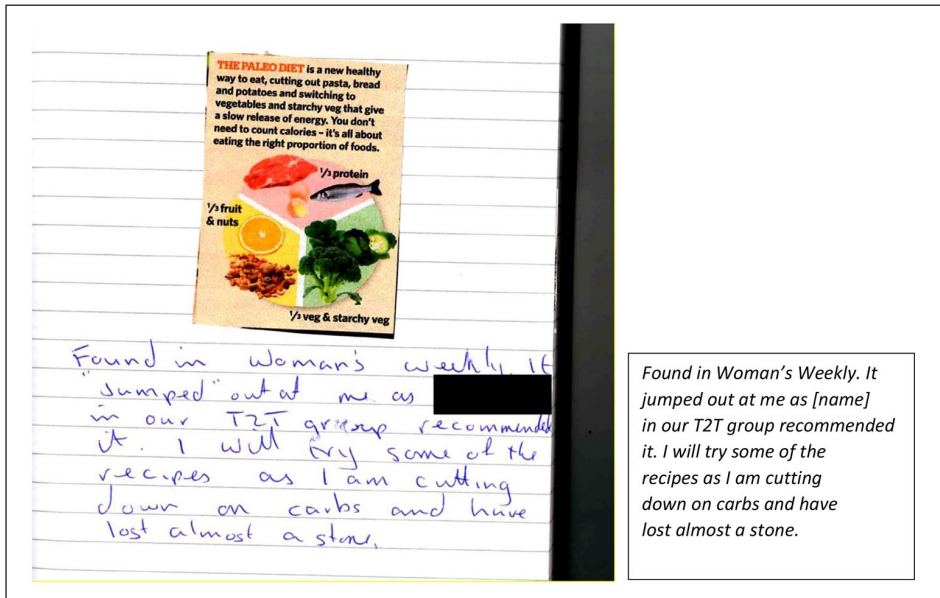 THE PALEO DIET is a new healthy
way to eat, cutting out pasta, bread
and potatoes and switching to
vegetables and starchy veg that give
a slow release of energy. You don't
need to count calories – it's all about
eating the right proportion of foods.
1/3 protein
1/3 fruit
& nuts
1/3 veg & starchy veg
Found in Woman's weekly. It
"Jumped" out at me as
in our T2T group recommended
it. I will try some of the
recipes as I am cutting
down on carbs and have
lost almost a stone.
Found in Woman's Weekly. It
jumped out at me as [name]
in our T2T group recommended
it. I will try some of the
recipes as I am cutting
down on carbs and have
lost almost a stone.